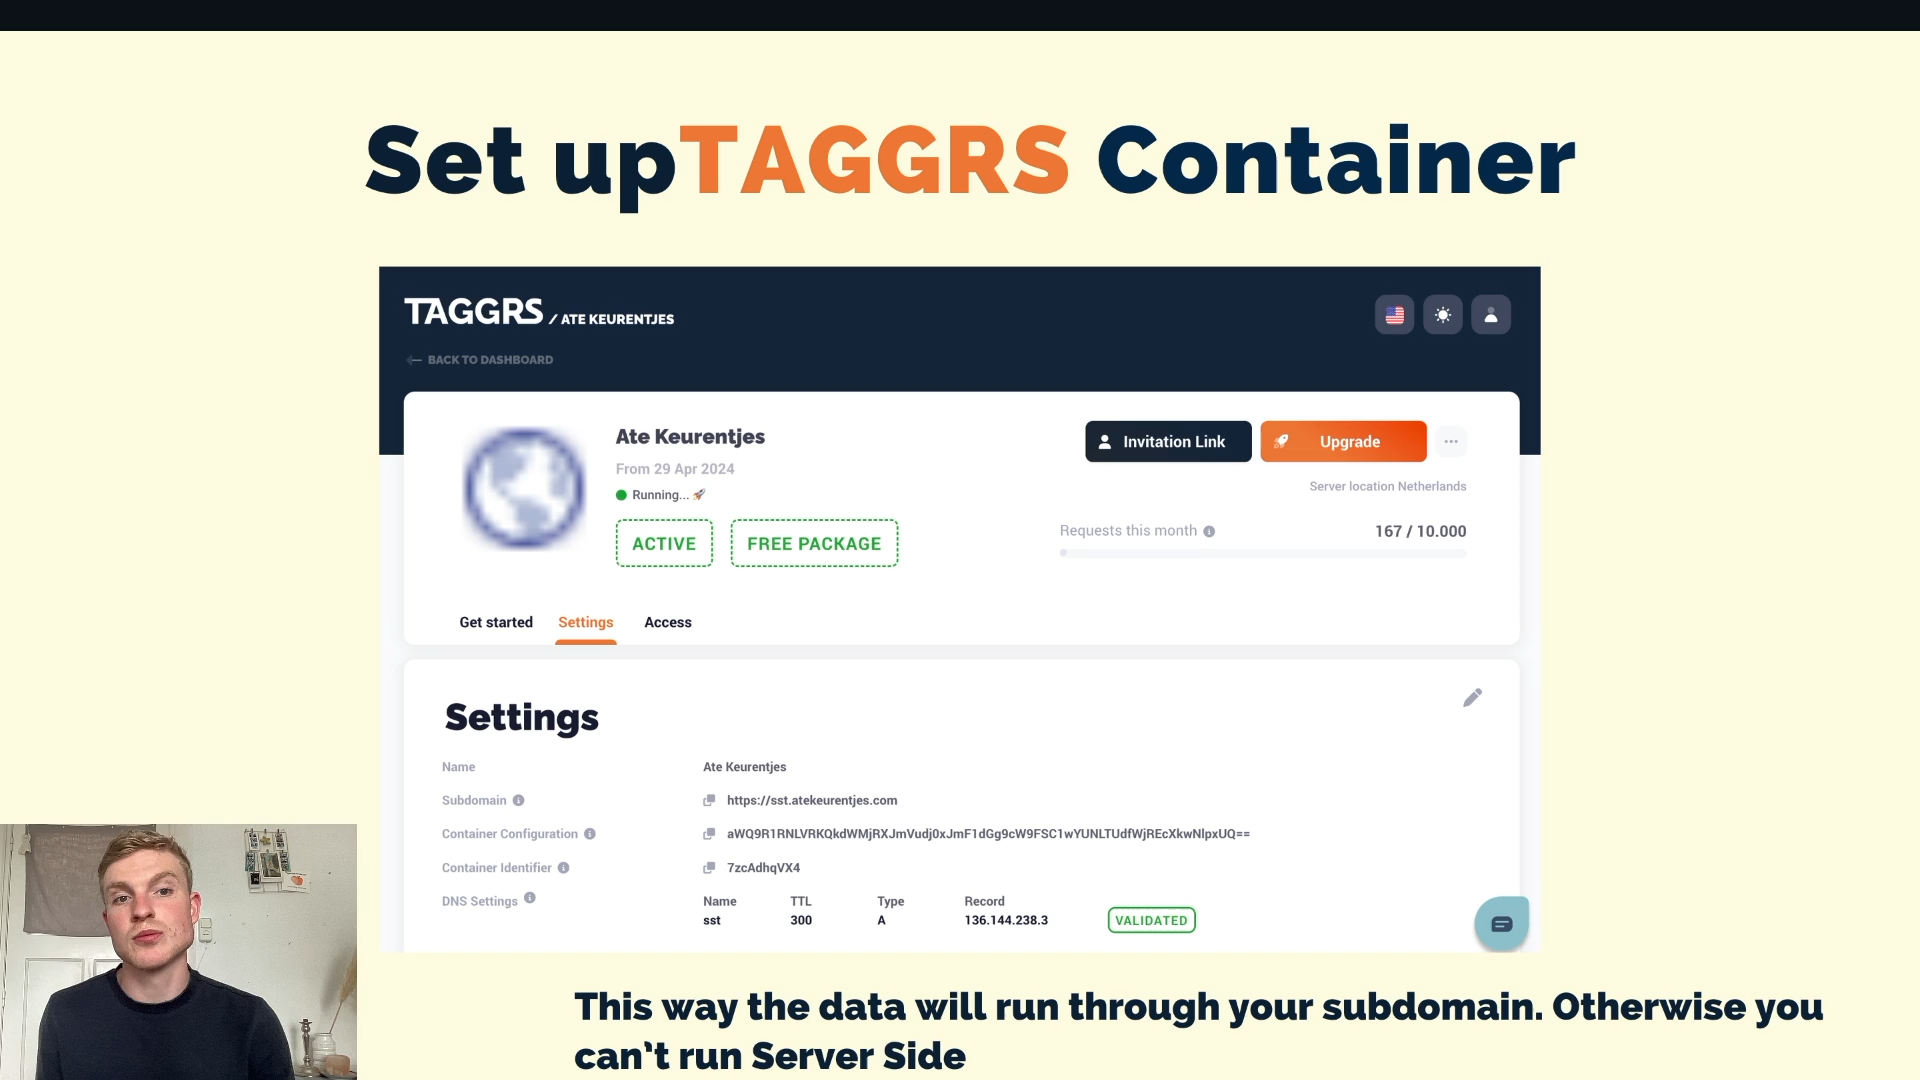 Set up TAGGRS Container
TAGGRS / ATE KEURENTJES
BACK TO DASHBOARD
Ate Keurentjes
From 29 Apr 2024
Running...
ACTIVE
FREE PACKAGE
Invitation Link
Upgrade
Server location Netherlands
Requests this month
167 / 10.000
Get started Settings Access
Settings
Name Ate Keurentjes
Subdomain https://sst.atekeurentjes.com
Container Configuration aWQ9R1RNLVRKQkdWMjRXJmVudj0xJmF1dGg9cW9FSC1wYUNLTUdfWjREcXkwNlpxUQ==
Container Identifier 7zcAdhqVX4
DNS Settings Name TTL Type Record
sst 300 A 136.144.238.3 VALIDATED
This way the data will run through your subdomain. Otherwise you
can’t run Server Side